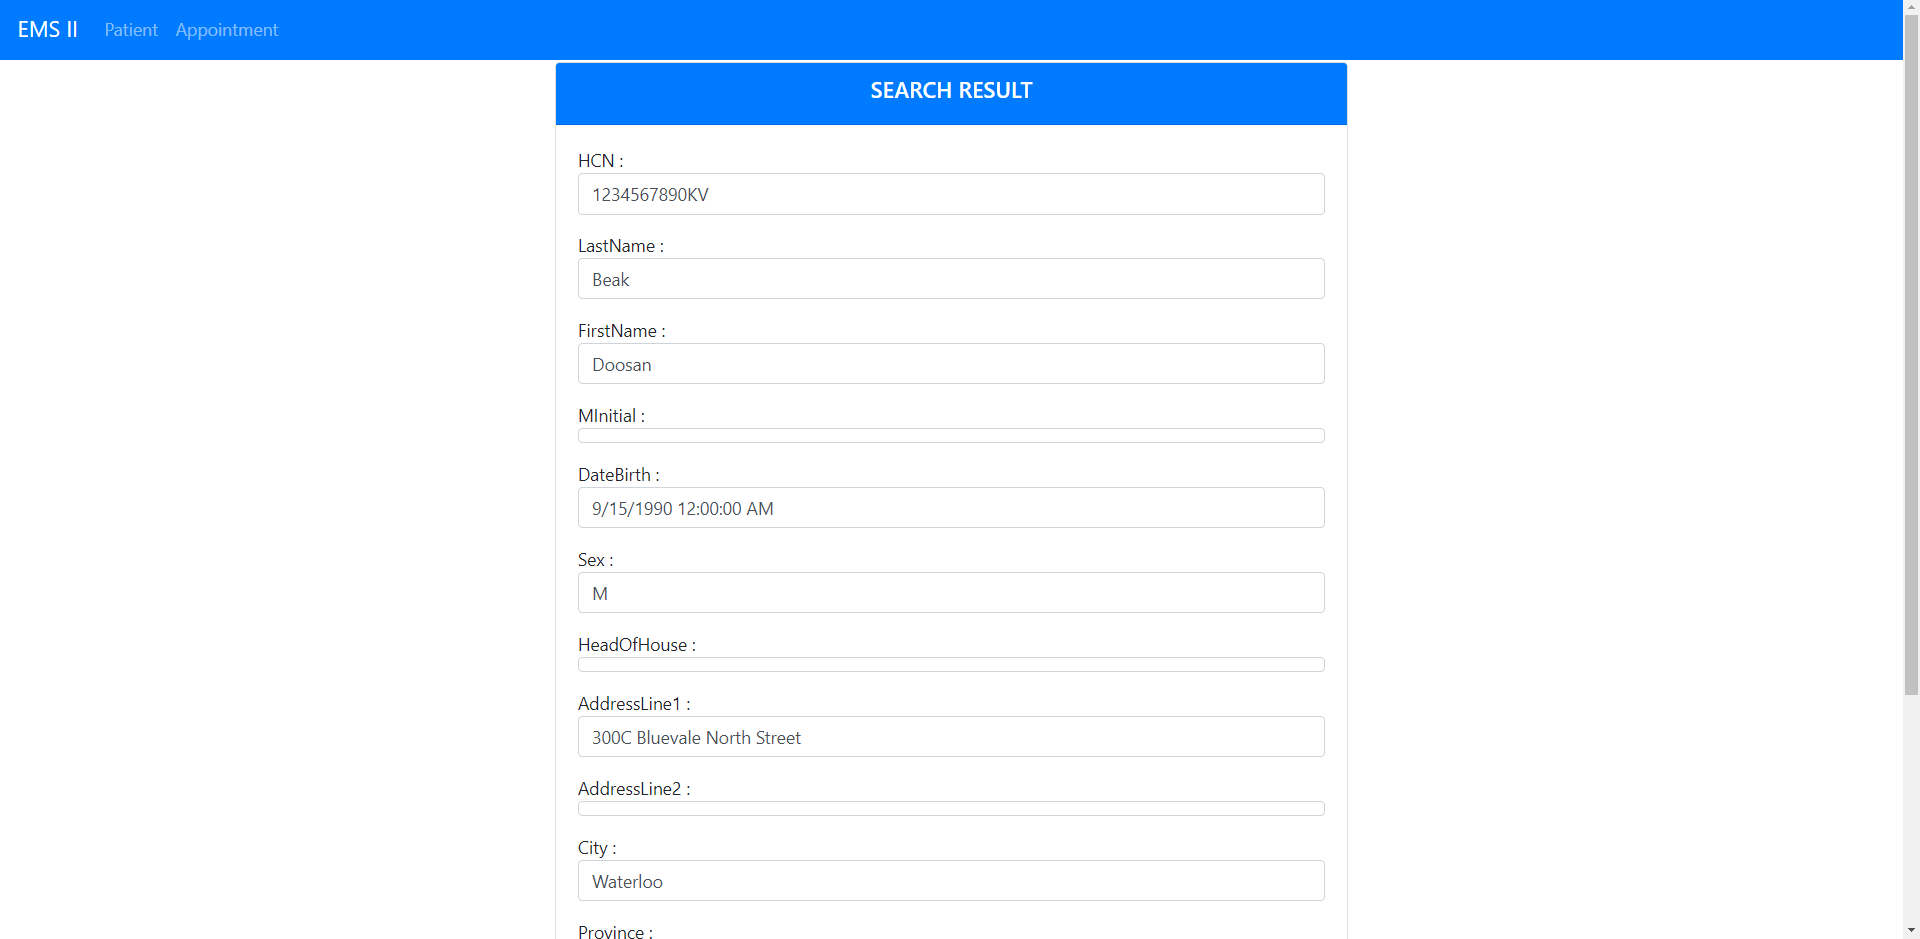 EMS II Patient Appointment
SEARCH RESULT
HCN :
1234567890KV
LastName :
Beak
FirstName :
Doosan
MInitial :
DateBirth :
9/15/1990 12:00:00 AM
Sex :
M
HeadOfHouse :
AddressLine1 :
300C Bluevale North Street
AddressLine2 :
City :
Waterloo
Province :